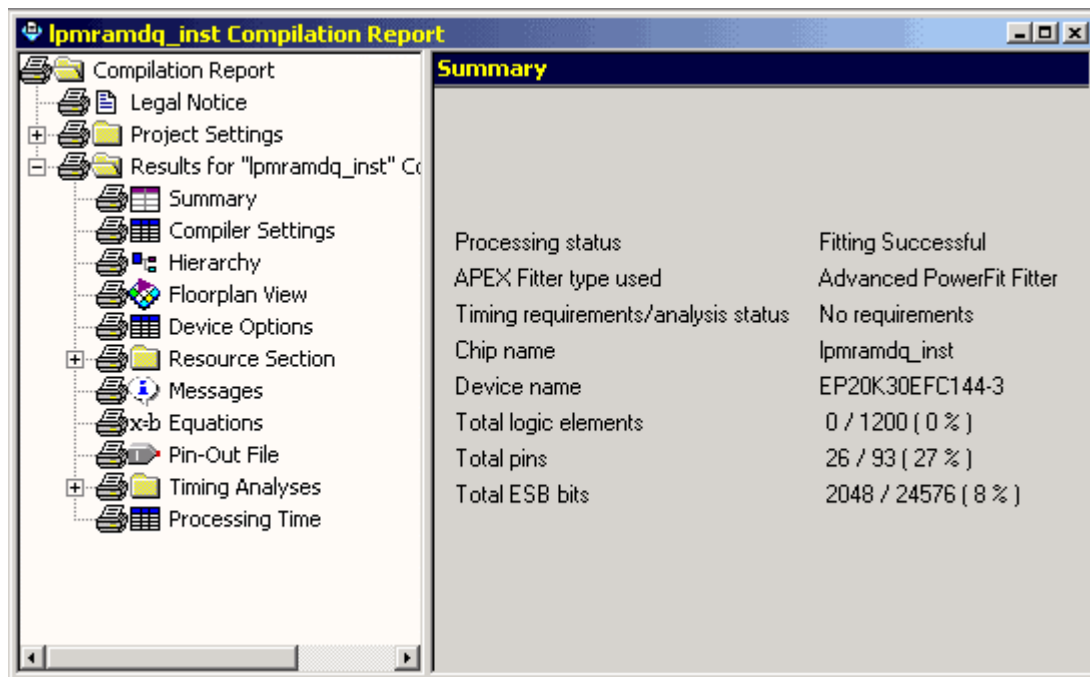 lpmramdq_inst Compilation Report
Compilation Report
Legal Notice
Project Settings
Results for "lpmramdq_inst" Co
Summary
Compiler Settings
Hierarchy
Floorplan View
Device Options
Resource Section
Messages
x=b Equations
Pin-Out File
Timing Analyses
Processing Time
Summary
Processing status Fitting Successful
APEX Fitter type used Advanced PowerFit Fitter
Timing requirements/analysis status No requirements
Chip name lpmramdq_inst
Device name EP20K30EFC144-3
Total logic elements 0 / 1200 ( 0 % )
Total pins 26 / 93 ( 27 % )
Total ESB bits 2048 / 24576 ( 8 % )